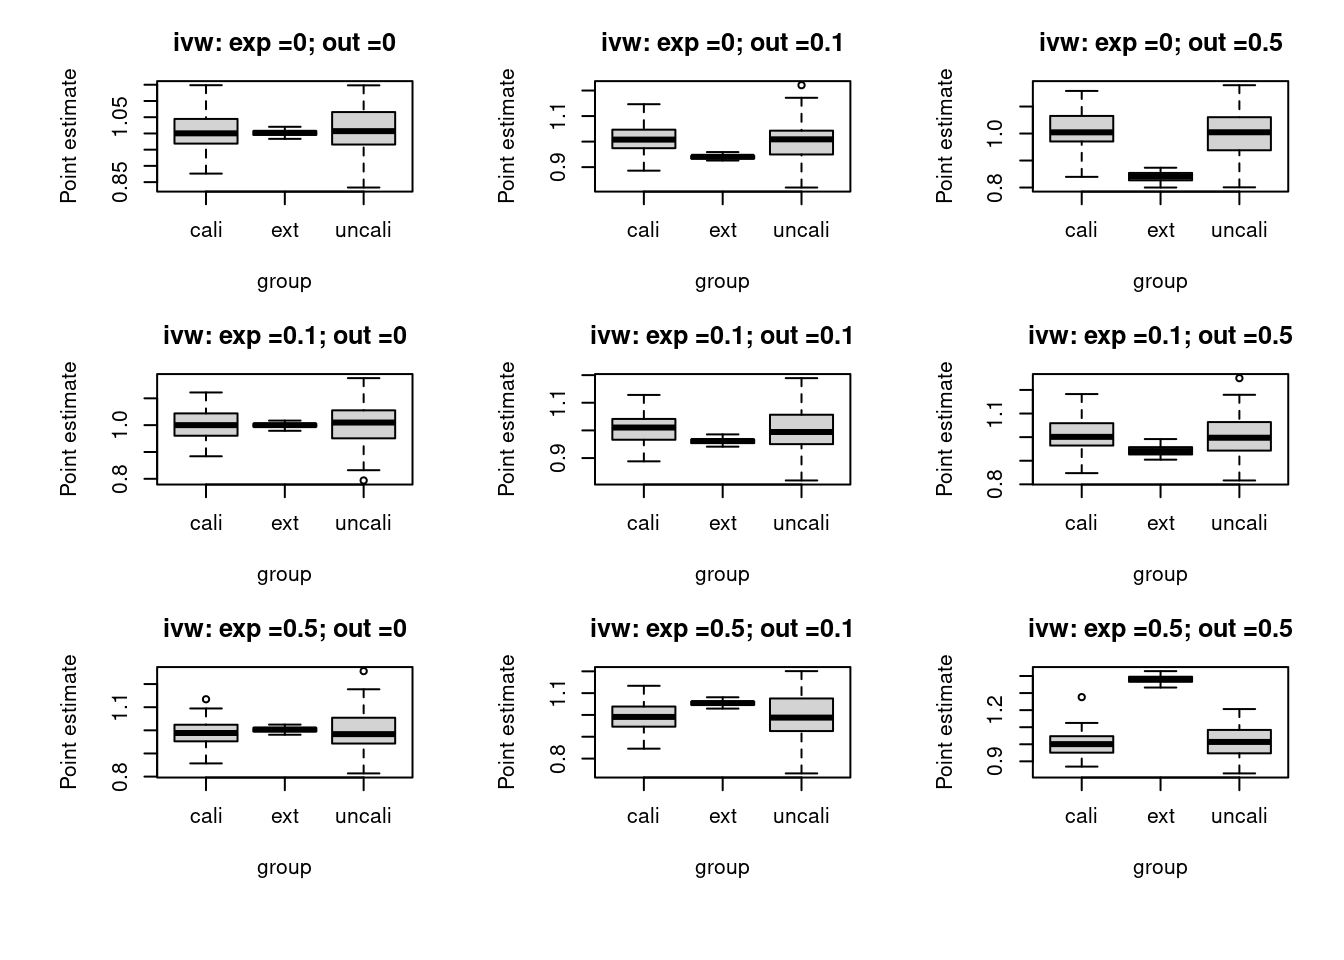 ivw: exp =0; out =0
Point estimate
0.85 1.05
cali ext uncali
group
ivw: exp =0; out =0.1
Point estimate
0.9 1.1
cali ext uncali
group
ivw: exp =0; out =0.5
Point estimate
0.8 1.0
cali ext uncali
group
ivw: exp =0.1; out =0
Point estimate
0.8 1.0
cali ext uncali
group
ivw: exp =0.1; out =0.1
Point estimate
0.9 1.1
cali ext uncali
group
ivw: exp =0.1; out =0.5
Point estimate
0.8 1.1
cali ext uncali
group
ivw: exp =0.5; out =0
Point estimate
0.8 1.1
cali ext uncali
group
ivw: exp =0.5; out =0.1
Point estimate
0.8 1.1
cali ext uncali
group
ivw: exp =0.5; out =0.5
Point estimate
0.9 1.2
cali ext uncali
group